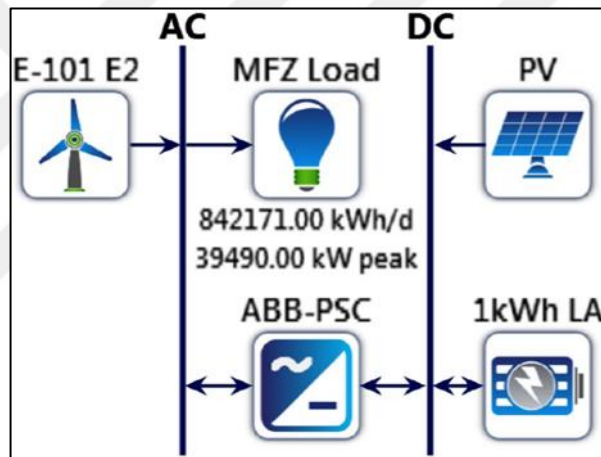 AC DC
E-101 E2 MFZ Load PV
842171.00 kWh/d
39490.00 kW peak
ABB-PSC 1kWh LA